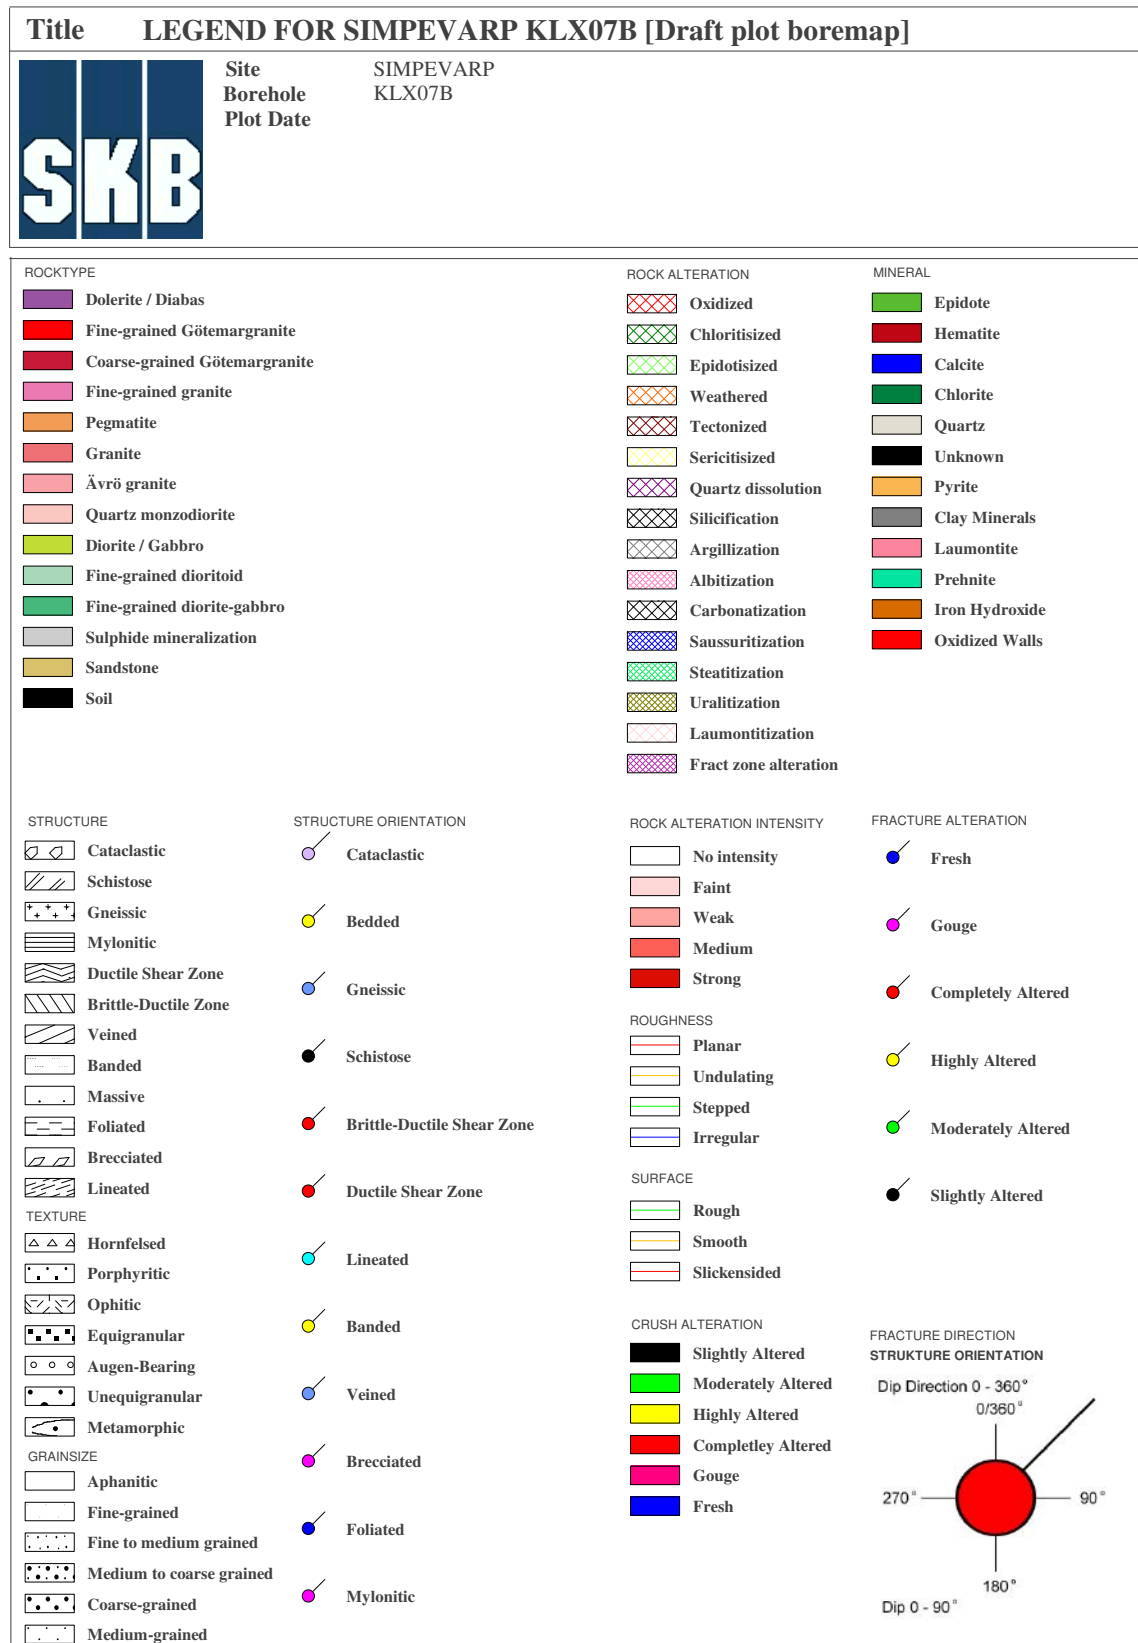 Title LEGEND FOR SIMPEVARP KLX07B [Draft plot boremap]
SKB
Site SIMPEVARP
Borehole KLX07B
Plot Date
ROCKTYPE
Dolerite / Diabas
Fine-grained Götemargranite
Coarse-grained Götemargranite
Fine-grained granite
Pegmatite
Granite
Ävrö granite
Quartz monzodiorite
Diorite / Gabbro
Fine-grained dioritoid
Fine-grained diorite-gabbro
Sulphide mineralization
Sandstone
Soil
ROCK ALTERATION
Oxidized
Chloritisized
Epidotisized
Weathered
Tectonized
Sericitisized
Quartz dissolution
Silicification
Argillization
Albitization
Carbonatization
Saussuritization
Steatitization
Uralitization
Laumontitization
Fract zone alteration
MINERAL
Epidote
Hematite
Calcite
Chlorite
Quartz
Unknown
Pyrite
Clay Minerals
Laumontite
Prehnite
Iron Hydroxide
Oxidized Walls
STRUCTURE
Cataclastic
Schistose
Gneissic
Mylonitic
Ductile Shear Zone
Brittle-Ductile Zone
Veined
Banded
Massive
Foliated
Brecciated
Lineated
TEXTURE
Hornfelsed
Porphyritic
Ophitic
Equigranular
Augen-Bearing
Unequigranular
Metamorphic
GRAINSIZE
Aphanitic
Fine-grained
Fine to medium grained
Medium to coarse grained
Coarse-grained
Medium-grained
STRUCTURE ORIENTATION
Cataclastic
Bedded
Gneissic
Schistose
Brittle-Ductile Shear Zone
Ductile Shear Zone
Lineated
Banded
Veined
Brecciated
Foliated
Mylonitic
ROCK ALTERATION INTENSITY
No intensity
Faint
Weak
Medium
Strong
ROUGHNESS
Planar
Undulating
Stepped
Irregular
SURFACE
Rough
Smooth
Slickensided
CRUSH ALTERATION
Slightly Altered
Moderately Altered
Highly Altered
Completley Altered
Gouge
Fresh
FRACTURE ALTERATION
Fresh
Gouge
Completely Altered
Highly Altered
Moderately Altered
Slightly Altered
FRACTURE DIRECTION
STRUKTURE ORIENTATION
Dip Direction 0 - 360°
0/360°
270°
90°
180°
Dip 0 - 90°